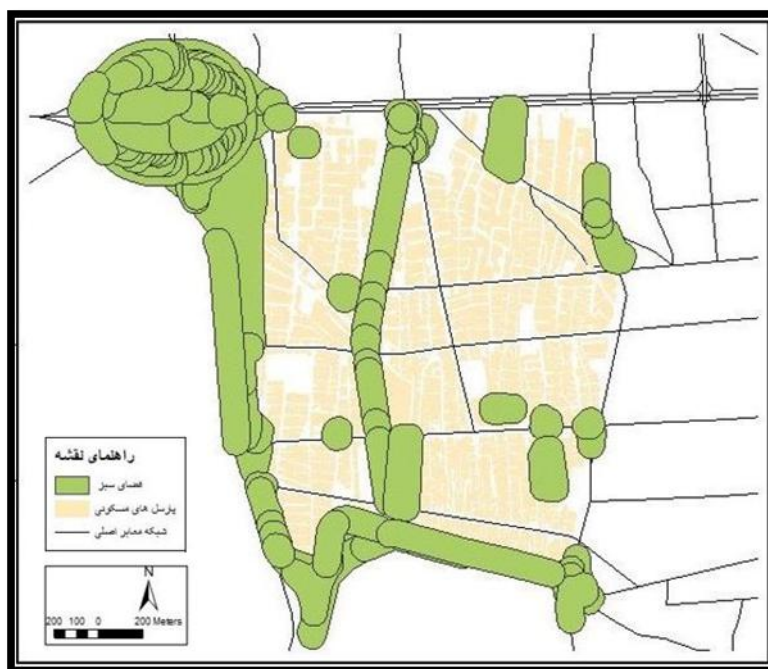 راهنمای نقشه
فضای سبز
پارسل های مسکونی
شبکه معابر اصلی
N
200 100 0 200 Meters